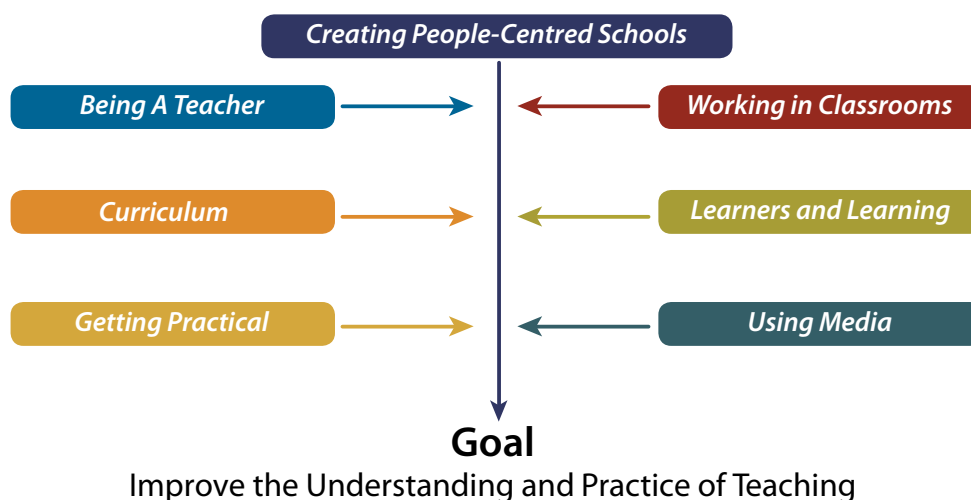 Creating People-Centred Schools
Being A Teacher
Working in Classrooms
Curriculum
Learners and Learning
Getting Practical
Using Media
Goal
Improve the Understanding and Practice of Teaching